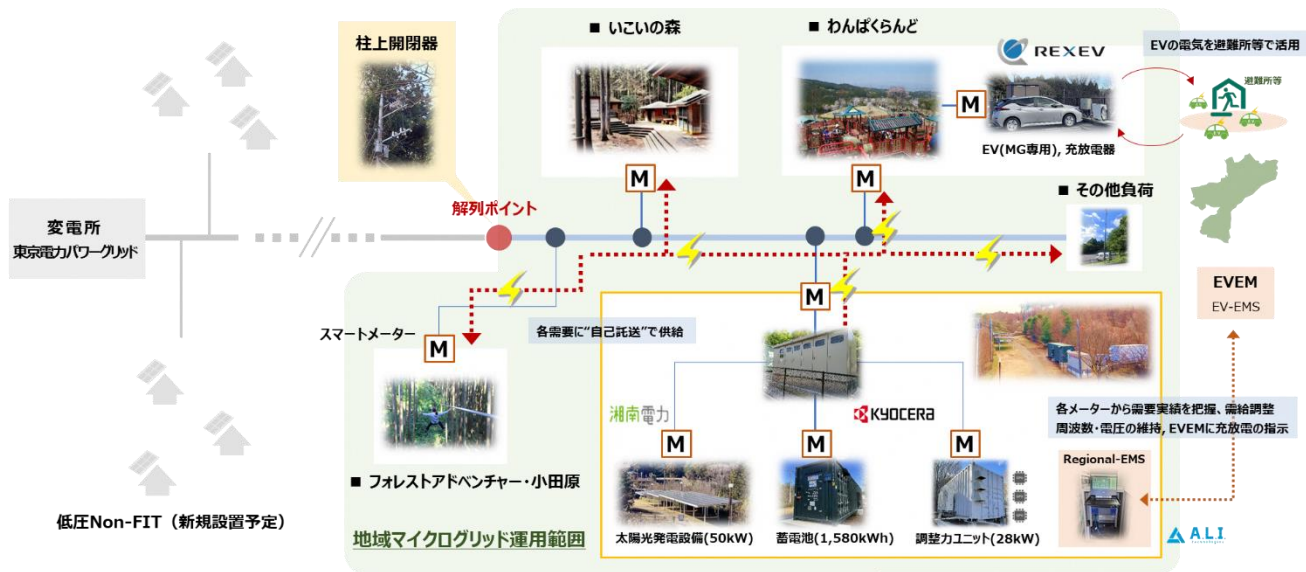 柱上開閉器
■ いこいの森
■ わんぱくらんど
REXEV
EVの電気を避難所等で活用
避難所等
M
EV(MG専用), 充放電器
M
M
■ その他負荷
解列ポイント
変電所
東京電力パワーグリッド
M
EVEM
EV-EMS
スマートメーター
M
各需要に“自己託送”で供給
湘南電力
KYOCERA
各メーターから需要実績を把握、需給調整
周波数・電圧の維持, EVEMに充放電の指示
M
M
M
Regional-EMS
■ フォレストアドベンチャー・小田原
低圧Non-FIT（新規設置予定）
地域マイクログリッド運用範囲
太陽光発電設備(50kW)
蓄電池(1,580kWh)
調整力ユニット(28kW)
A.L.I.